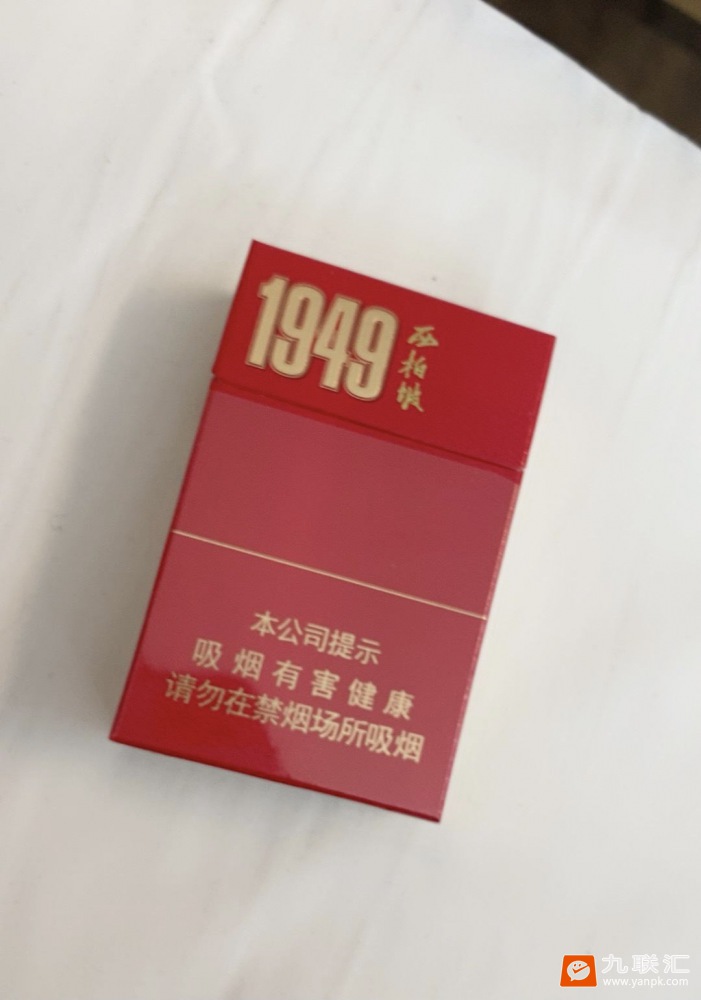 1949
西柏坡
本公司提示
吸烟有害健康
请勿在禁烟场所吸烟
九联汇
www.yanpk.com